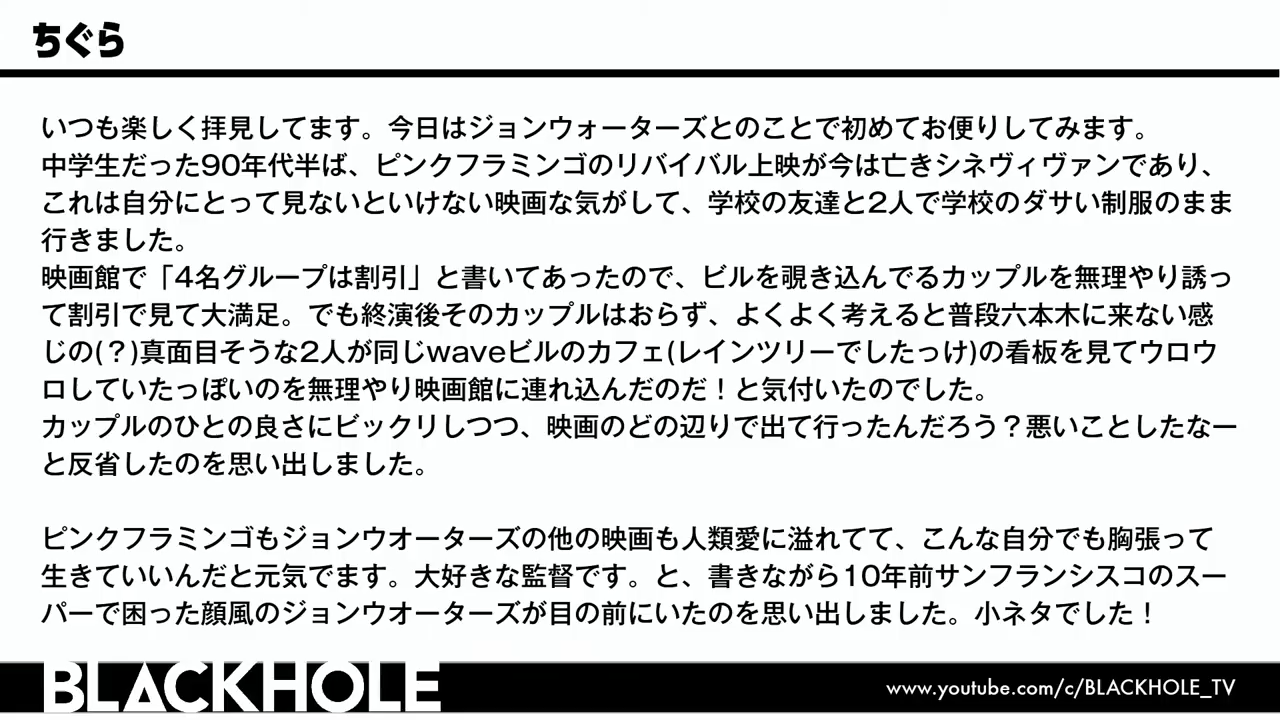 ちぐら
いつも楽しく拝見してます。今日はジョンウォーターズとのことで初めてお便りしてみます。
中学生だった90年代半ば、ピンクフラミンゴのリバイバル上映が今は亡きシネヴィヴァンであり、
これは自分にとって見ないといけない映画な気がして、学校の友達と2人で学校のダサい制服のまま
行きました。
映画館で「4名グループは割引」と書いてあったので、ビルを覗き込んでるカップルを無理やり誘っ
て割引で見て大満足。でも終演後そのカップルはおらず、よくよく考えると普段六本木に来ない感
じの(？)真面目そうな2人が同じwaveビルのカフェ(レインツリーでしたっけ)の看板を見てウロウ
ロしていたっぽいのを無理やり映画館に連れ込んだのだ！と気付いたのでした。
カップルのひとの良さにビックリしつつ、映画のどの辺りで出て行ったんだろう？悪いことしたなー
と反省したのを思い出しました。
ピンクフラミンゴもジョンウオーターズの他の映画も人類愛に溢れてて、こんな自分でも胸張って
生きていいんだと元気でます。大好きな監督です。と、書きながら10年前サンフランシスコのスー
パーで困った顔風のジョンウオーターズが目の前にいたのを思い出しました。小ネタでした！
BLACKHOLE
www.youtube.com/c/BLACKHOLE_TV